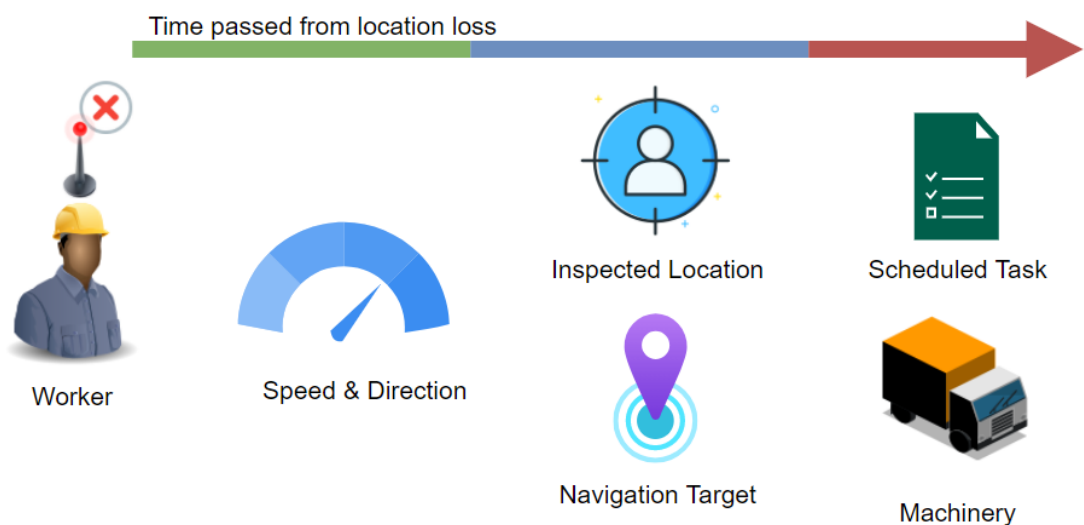 Time passed from location loss
Inspected Location
Scheduled Task
Worker
Speed & Direction
Navigation Target
Machinery